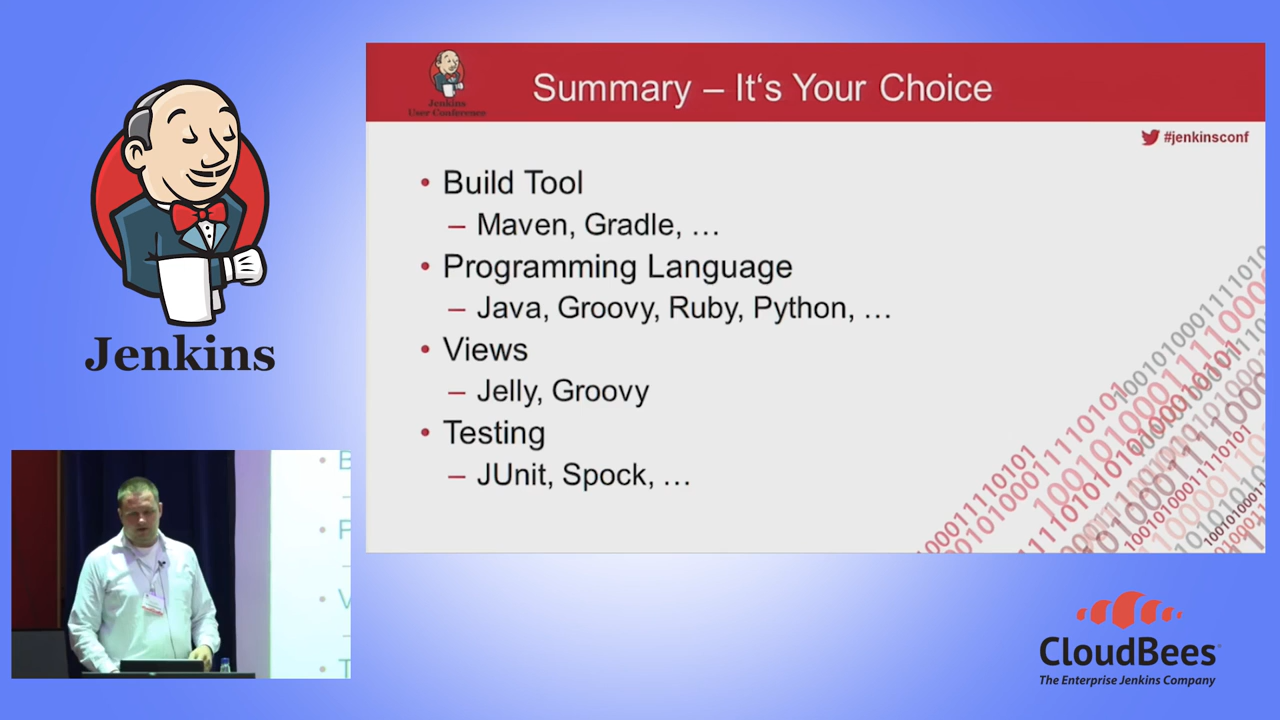 Jenkins
User Conference
Summary – It‘s Your Choice
#jenkinsconf
• Build Tool
– Maven, Gradle, …
• Programming Language
– Java, Groovy, Ruby, Python, …
• Views
– Jelly, Groovy
• Testing
– JUnit, Spock, …
Jenkins
CloudBees
The Enterprise Jenkins Company